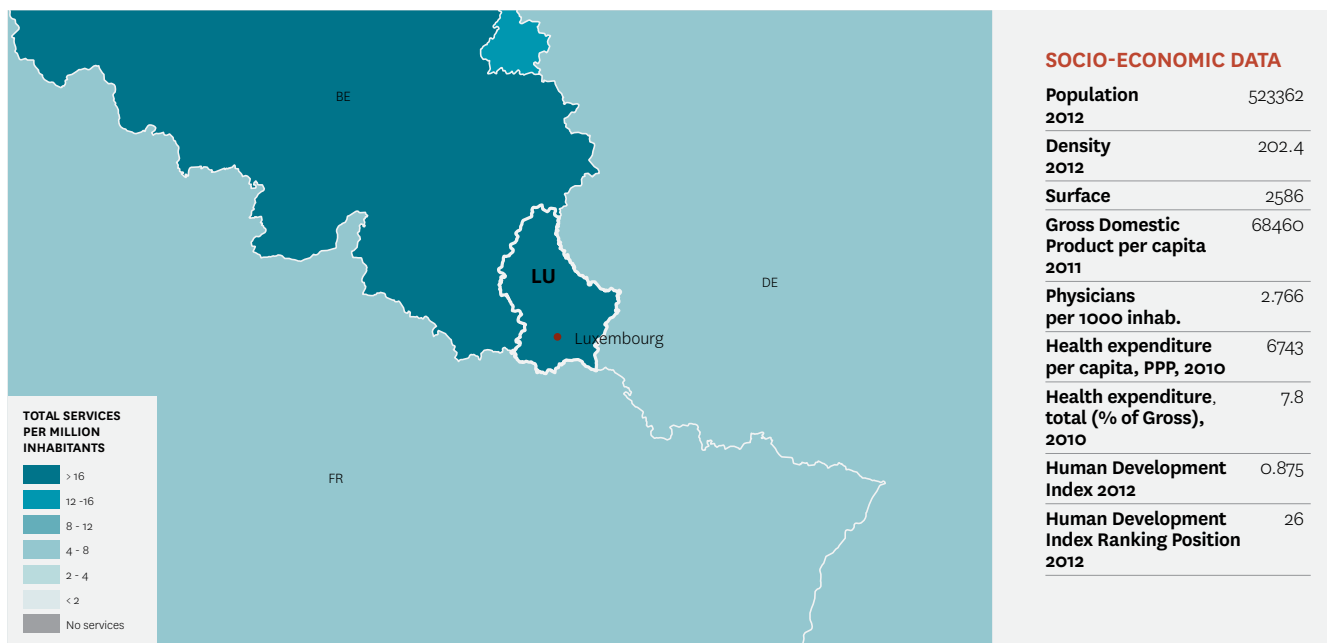 BE
LU
DE
Luxembourg
FR
TOTAL SERVICES
PER MILLION
INHABITANTS
> 16
12 -16
8 - 12
4 - 8
2 - 4
< 2
No services
SOCIO-ECONOMIC DATA
Population 523362
2012
Density 202.4
2012
Surface 2586
Gross Domestic 68460
Product per capita
2011
Physicians 2.766
per 1000 inhab.
Health expenditure 6743
per capita, PPP, 2010
Health expenditure, 7.8
total (% of Gross),
2010
Human Development 0.875
Index 2012
Human Development 26
Index Ranking Position
2012